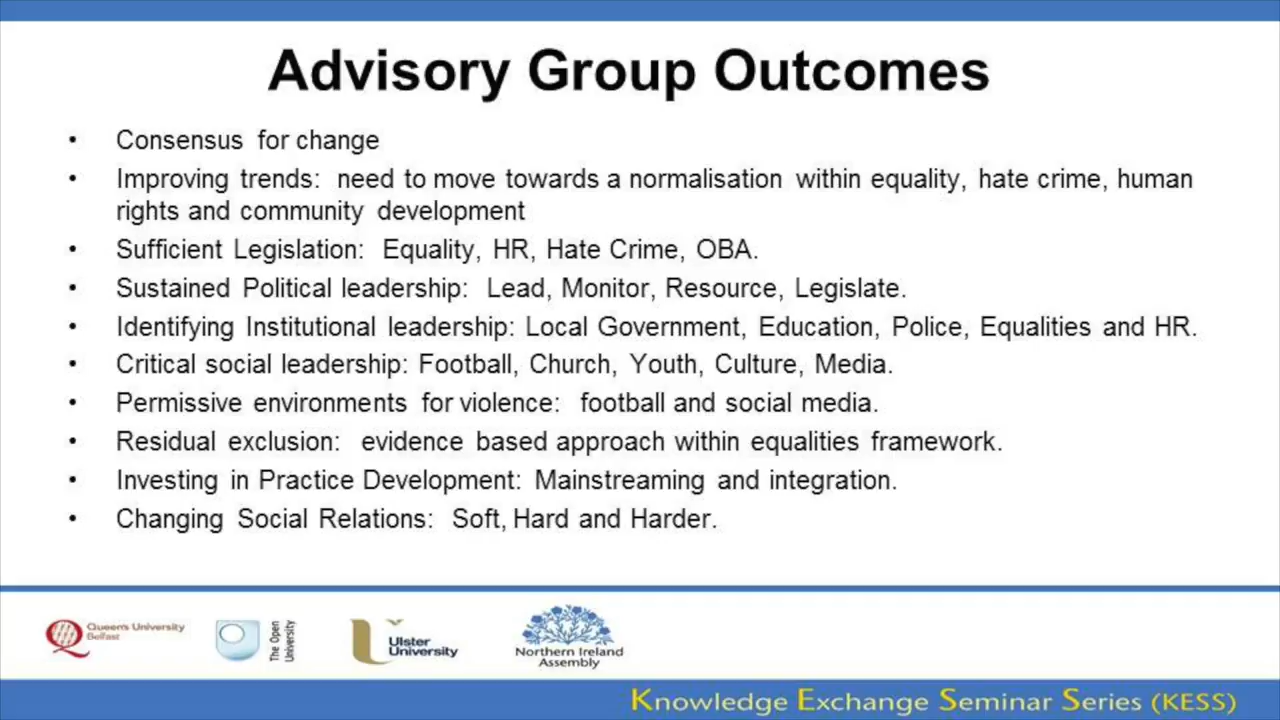 Advisory Group Outcomes
• Consensus for change
• Improving trends: need to move towards a normalisation within equality, hate crime, human
rights and community development
• Sufficient Legislation: Equality, HR, Hate Crime, OBA.
• Sustained Political leadership: Lead, Monitor, Resource, Legislate.
• Identifying Institutional leadership: Local Government, Education, Police, Equalities and HR.
• Critical social leadership: Football, Church, Youth, Culture, Media.
• Permissive environments for violence: football and social media.
• Residual exclusion: evidence based approach within equalities framework.
• Investing in Practice Development: Mainstreaming and integration.
• Changing Social Relations: Soft, Hard and Harder.
Queen's University
Belfast
The Open
University
Ulster
University
Northern Ireland
Assembly
Knowledge Exchange Seminar Series (KESS)